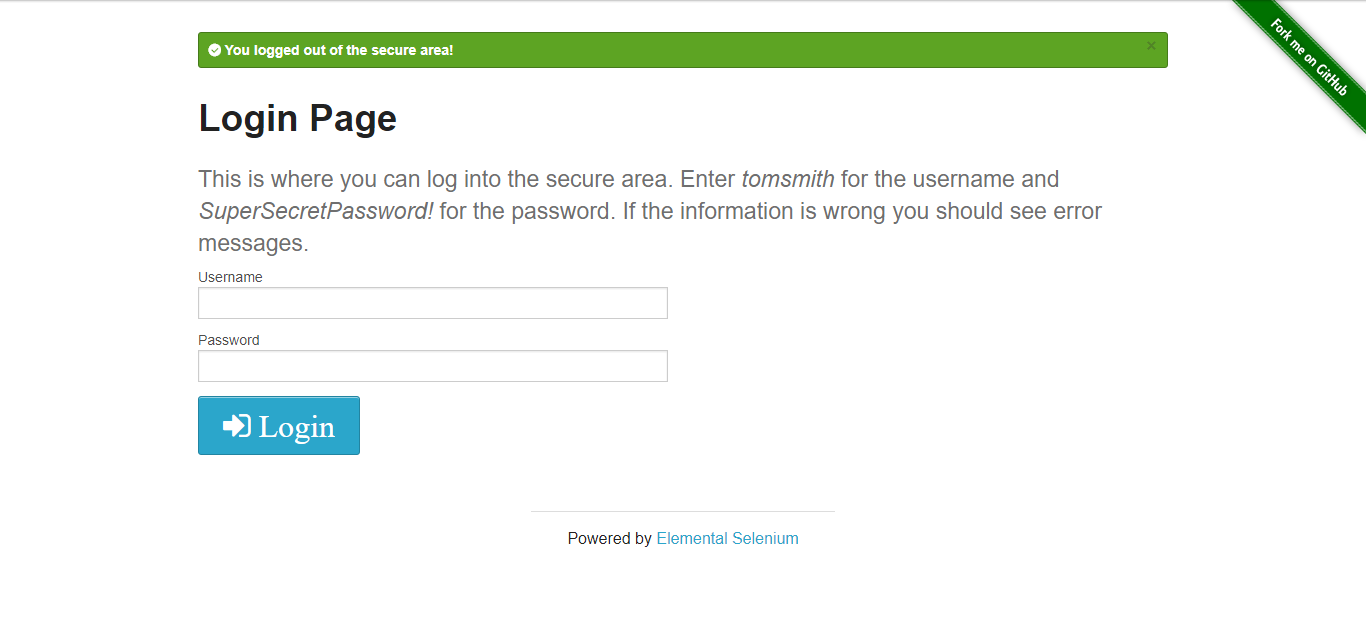 You logged out of the secure area!
×
Fork me on GitHub
Login Page
This is where you can log into the secure area. Enter tomsmith for the username and
SuperSecretPassword! for the password. If the information is wrong you should see error
messages.
Username
Password
Login
Powered by Elemental Selenium